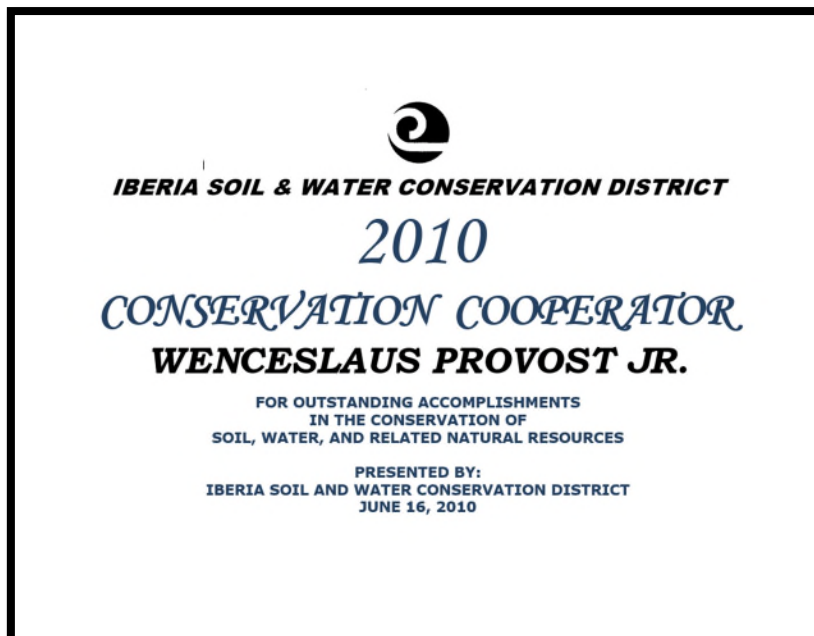 IBERIA SOIL & WATER CONSERVATION DISTRICT
2010
CONSERVATION COOPERATOR
WENCESLAUS PROVOST JR.
FOR OUTSTANDING ACCOMPLISHMENTS
IN THE CONSERVATION OF
SOIL, WATER, AND RELATED NATURAL RESOURCES
PRESENTED BY:
IBERIA SOIL AND WATER CONSERVATION DISTRICT
JUNE 16, 2010